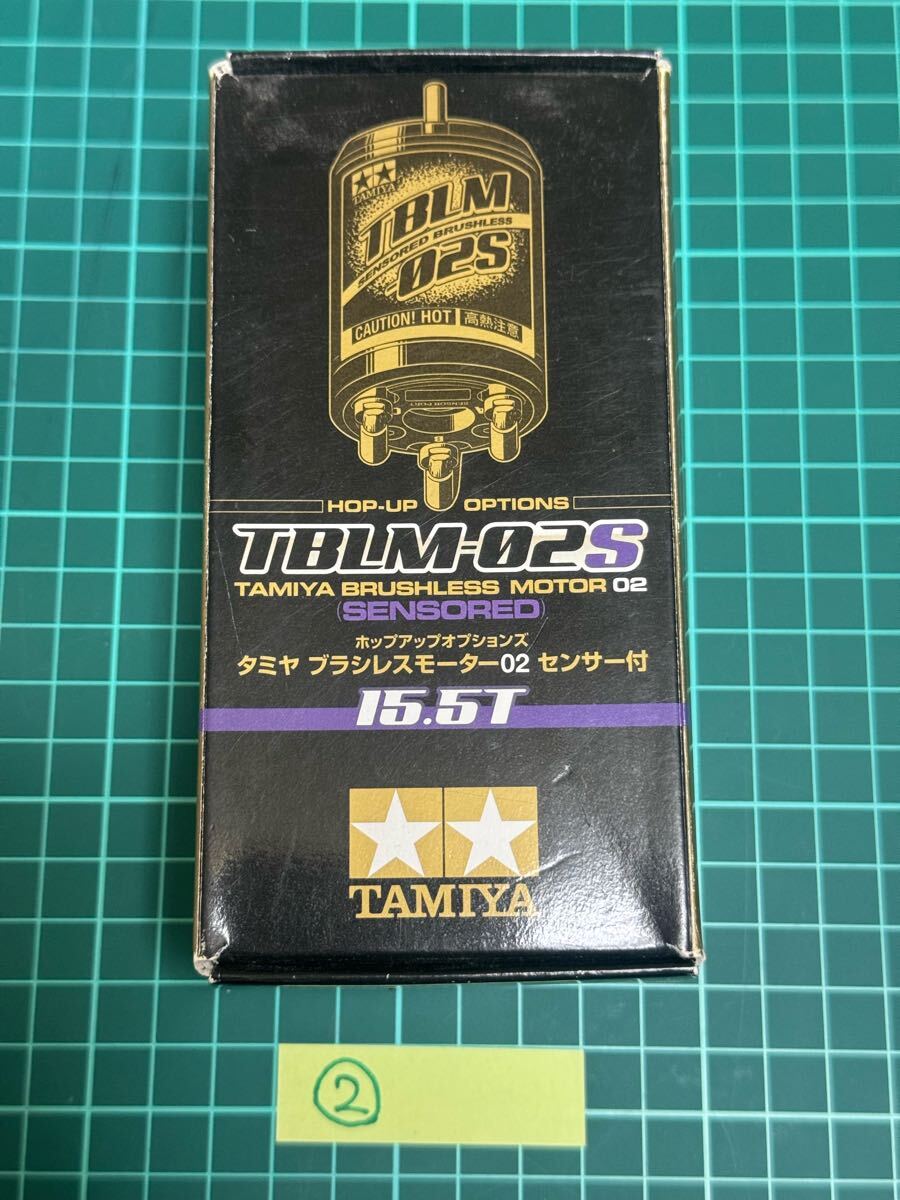 TAMIYA
TBLM
SENSORED BRUSHLESS
-02S
CAUTION! HOT 高熱注意
SENSOR PORT
HOP-UP OPTIONS
TBLM-02S
TAMIYA BRUSHLESS MOTOR 02
(SENSORED)
ホップアップオプションズ
タミヤ ブラシレスモーター02 センサー付
15.5T
TAMIYA
②